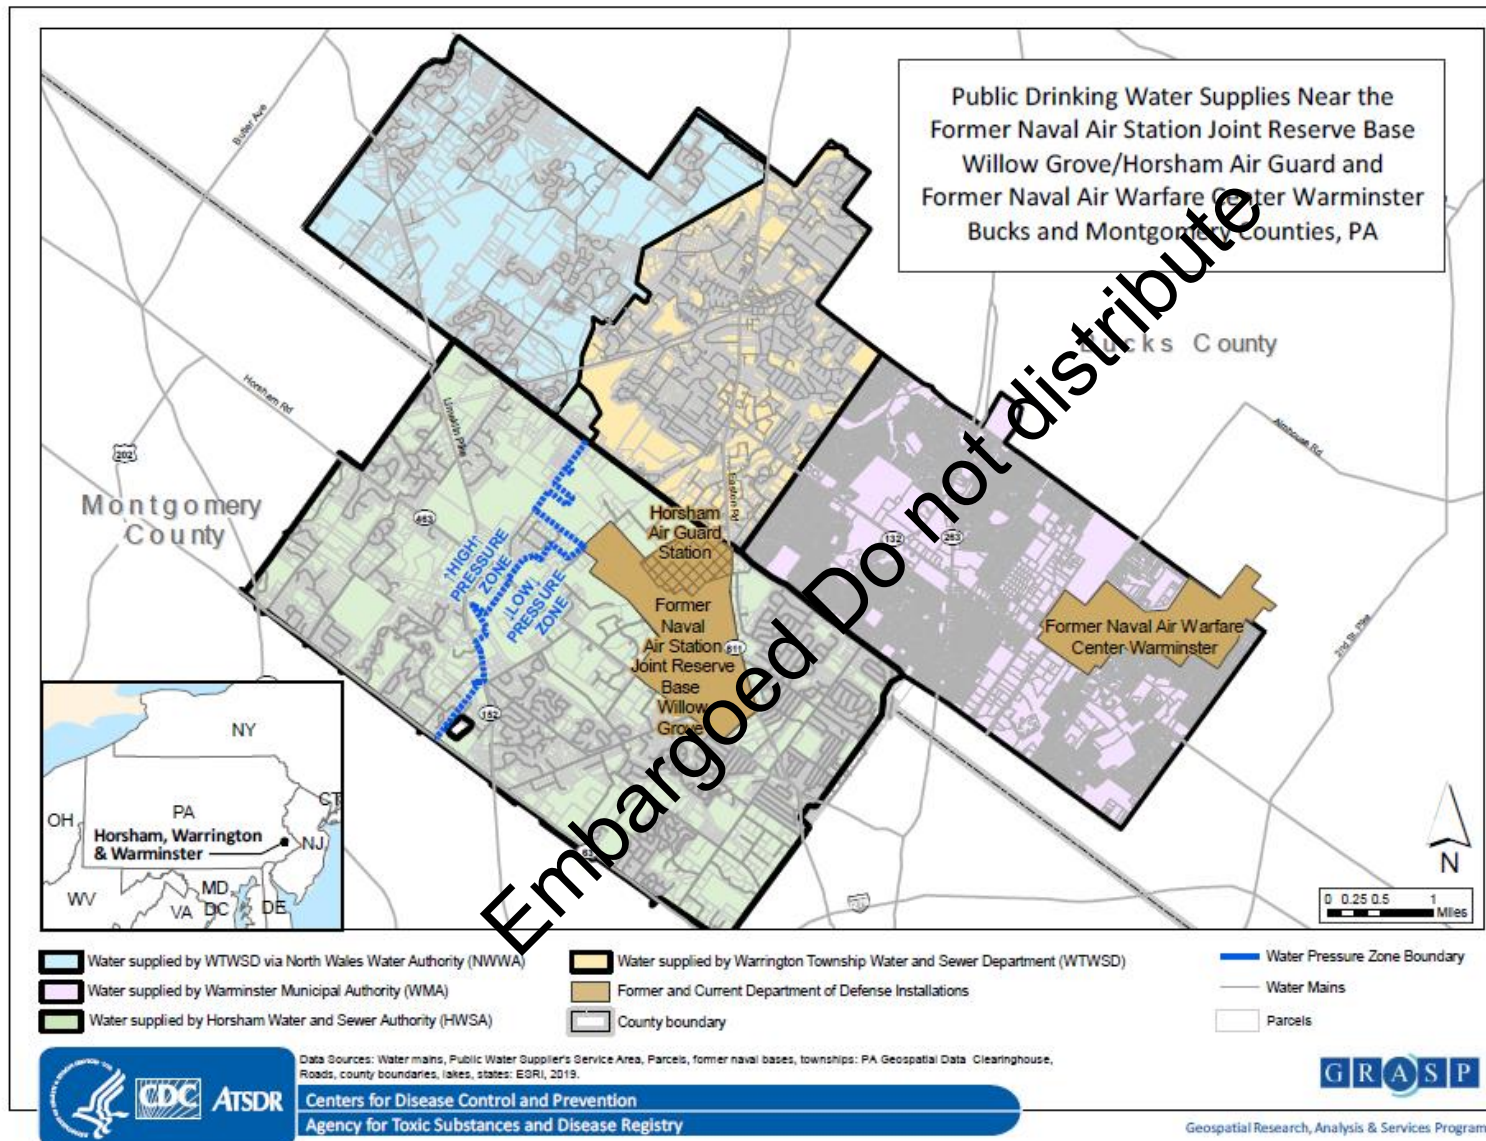 Public Drinking Water Supplies Near the
Former Naval Air Station Joint Reserve Base
Willow Grove/Horsham Air Guard and
Former Naval Air Warfare Center Warminster
Bucks and Montgomery Counties, PA
Butler Ave
Bucks County
Horsham Rd
Limekiln Pike
Almshouse Rd
202
Montgomery
County
463
Easton Rd
Horsham
Air Guard
Station
132
263
↑HIGH↑
PRESSURE
ZONE
↓LOW↓
PRESSURE
ZONE
Former
Naval
Air Station
Joint Reserve
Base
Willow
Grove
611
Former Naval Air Warfare
Center Warminster
2nd St. Pike
152
63
NY
PA
OH
CT
Horsham, Warrington
& Warminster
NJ
WV
MD
VA
DC
DE
N
0 0.25 0.5 1
Miles
Embargoed Do not distribute
Water supplied by WTWSD via North Wales Water Authority (NWWA)
Water supplied by Warminster Municipal Authority (WMA)
Water supplied by Horsham Water and Sewer Authority (HWSA)
Water supplied by Warrington Township Water and Sewer Department (WTWSD)
Former and Current Department of Defense Installations
County boundary
Water Pressure Zone Boundary
Water Mains
Parcels
Data Sources: Water mains, Public Water Supplier's Service Area, Parcels, former naval bases, townships: PA Geospatial Data Clearinghouse,
Roads, county boundaries, lakes, states: ESRI, 2019.
CDC
ATSDR
Centers for Disease Control and Prevention
Agency for Toxic Substances and Disease Registry
GRASP
Geospatial Research, Analysis & Services Program